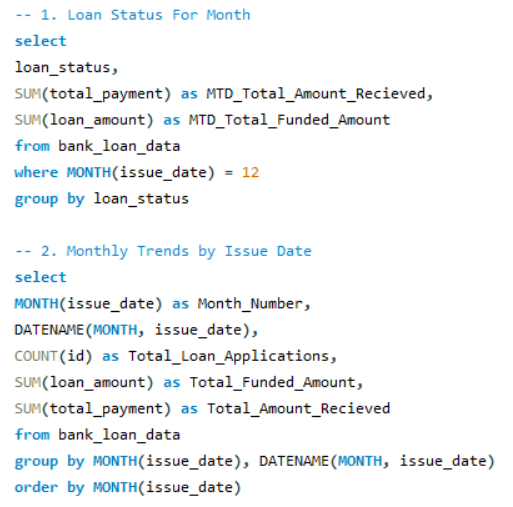 -- 1. Loan Status For Month
select
loan_status,
SUM(total_payment) as MTD_Total_Amount_Recieved,
SUM(loan_amount) as MTD_Total_Funded_Amount
from bank_loan_data
where MONTH(issue_date) = 12
group by loan_status

-- 2. Monthly Trends by Issue Date
select
MONTH(issue_date) as Month_Number,
DATENAME(MONTH, issue_date),
COUNT(id) as Total_Loan_Applications,
SUM(loan_amount) as Total_Funded_Amount,
SUM(total_payment) as Total_Amount_Recieved
from bank_loan_data
group by MONTH(issue_date), DATENAME(MONTH, issue_date)
order by MONTH(issue_date)